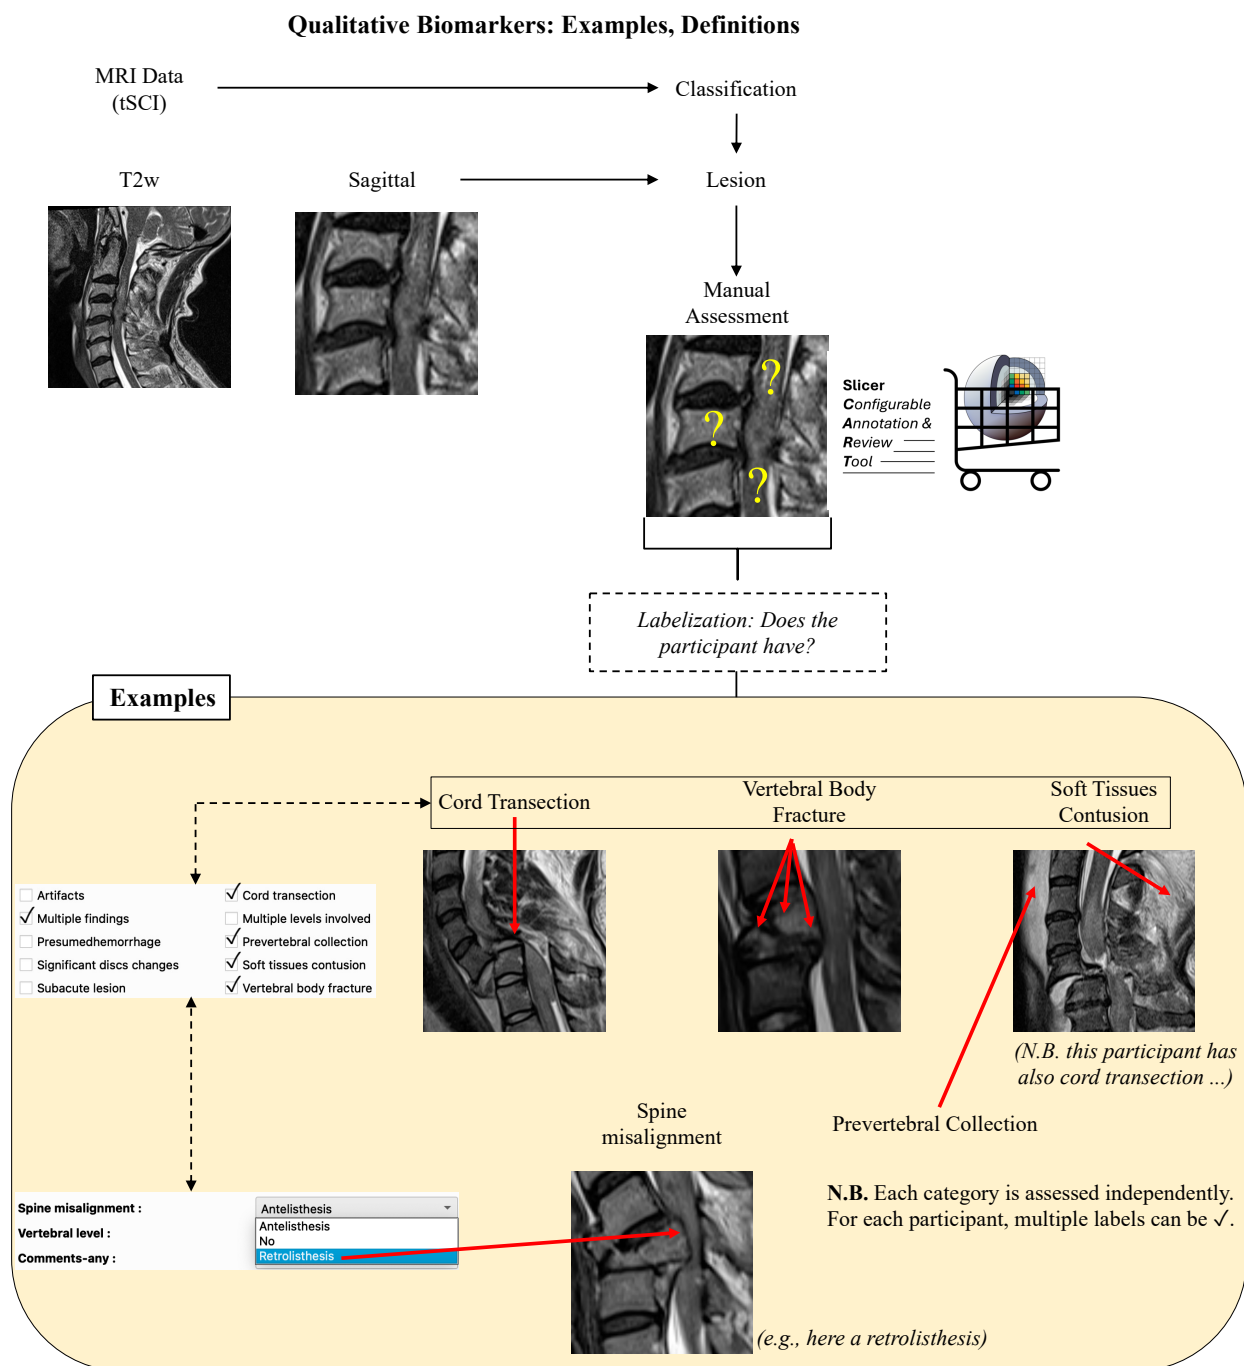 Qualitative Biomarkers: Examples, Definitions
MRI Data
(tSCI)
Classification
T2w
Sagittal
Lesion
Manual
Assessment
?
?
?
Slicer
Configurable
Annotation &
Review
Tool
Labelization: Does the
participant have?
Examples
Cord Transection
Vertebral Body
Fracture
Soft Tissues
Contusion
Artifacts
Cord transection
Multiple findings
Multiple levels involved
Presumedhemorrhage
Prevertebral collection
Significant discs changes
Soft tissues contusion
Subacute lesion
Vertebral body fracture
(N.B. this participant has
also cord transection ...)
Prevertebral Collection
Spine
misalignment
N.B. Each category is assessed independently.
For each participant, multiple labels can be ✓.
Spine misalignment :
Antelisthesis
Antelisthesis
Vertebral level :
No
Comments-any :
Retrolisthesis
(e.g., here a retrolisthesis)